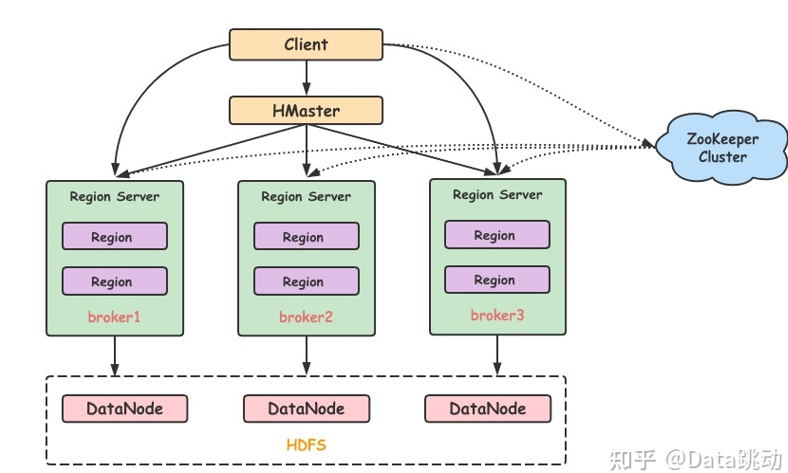 Client
HMaster
ZooKeeper
Cluster
Region Server
Region Server
Region Server
Region
Region
Region
Region
Region
Region
broker1
broker2
broker3
DataNode
DataNode
DataNode
HDFS
知乎 @Data跳动